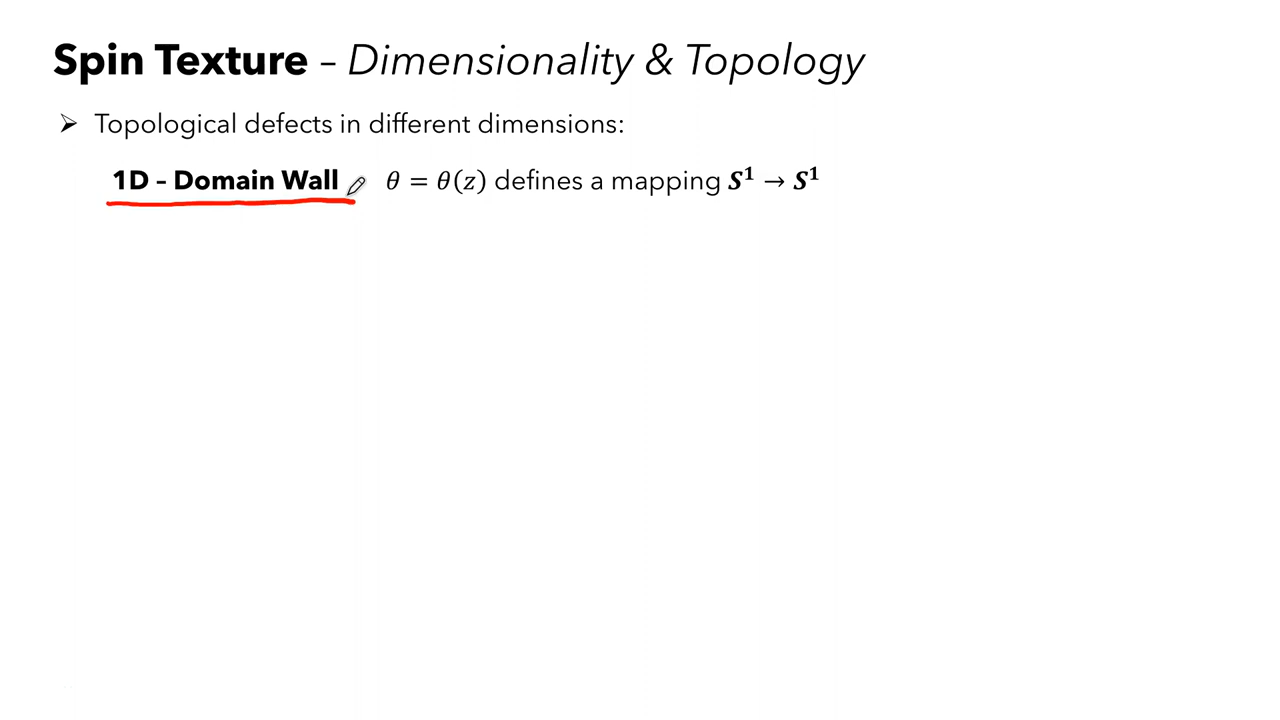 Spin Texture – Dimensionality & Topology
➢ Topological defects in different dimensions:
1D – Domain Wall θ = θ(z) defines a mapping S¹ → S¹